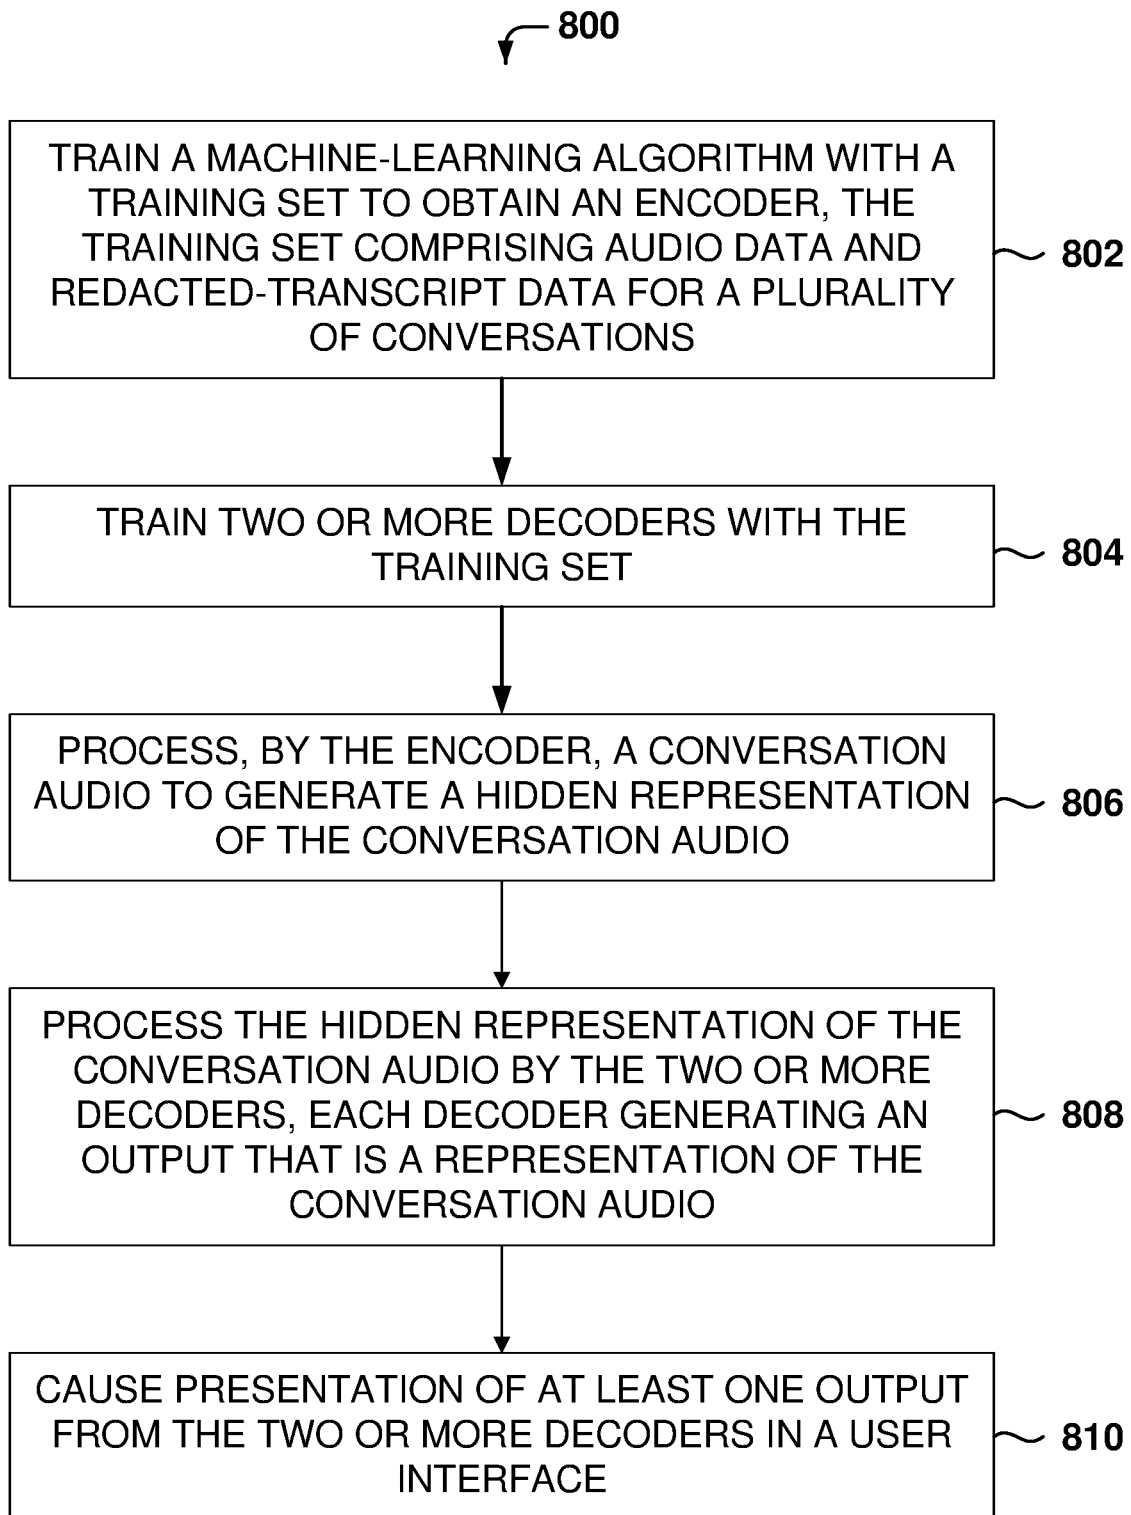 800
TRAIN A MACHINE-LEARNING ALGORITHM WITH A
TRAINING SET TO OBTAIN AN ENCODER, THE
TRAINING SET COMPRISING AUDIO DATA AND
REDACTED-TRANSCRIPT DATA FOR A PLURALITY
OF CONVERSATIONS
802
TRAIN TWO OR MORE DECODERS WITH THE
TRAINING SET
804
PROCESS, BY THE ENCODER, A CONVERSATION
AUDIO TO GENERATE A HIDDEN REPRESENTATION
OF THE CONVERSATION AUDIO
806
PROCESS THE HIDDEN REPRESENTATION OF THE
CONVERSATION AUDIO BY THE TWO OR MORE
DECODERS, EACH DECODER GENERATING AN
OUTPUT THAT IS A REPRESENTATION OF THE
CONVERSATION AUDIO
808
CAUSE PRESENTATION OF AT LEAST ONE OUTPUT
FROM THE TWO OR MORE DECODERS IN A USER
INTERFACE
810